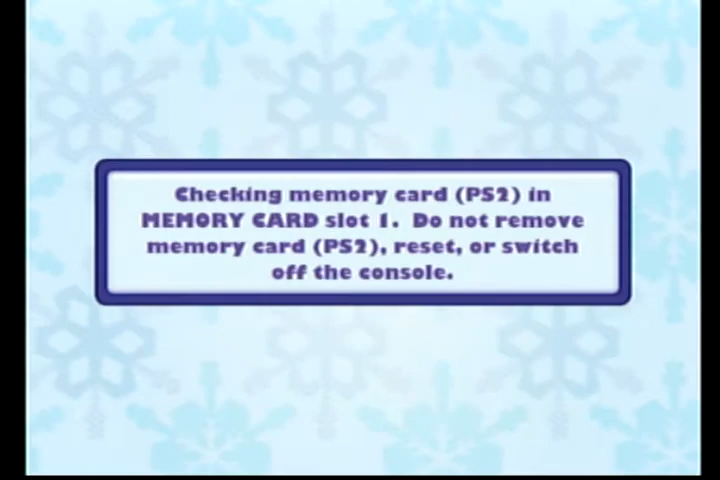 Checking memory card (PS2) in
MEMORY CARD slot 1. Do not remove
memory card (PS2), reset, or switch
off the console.